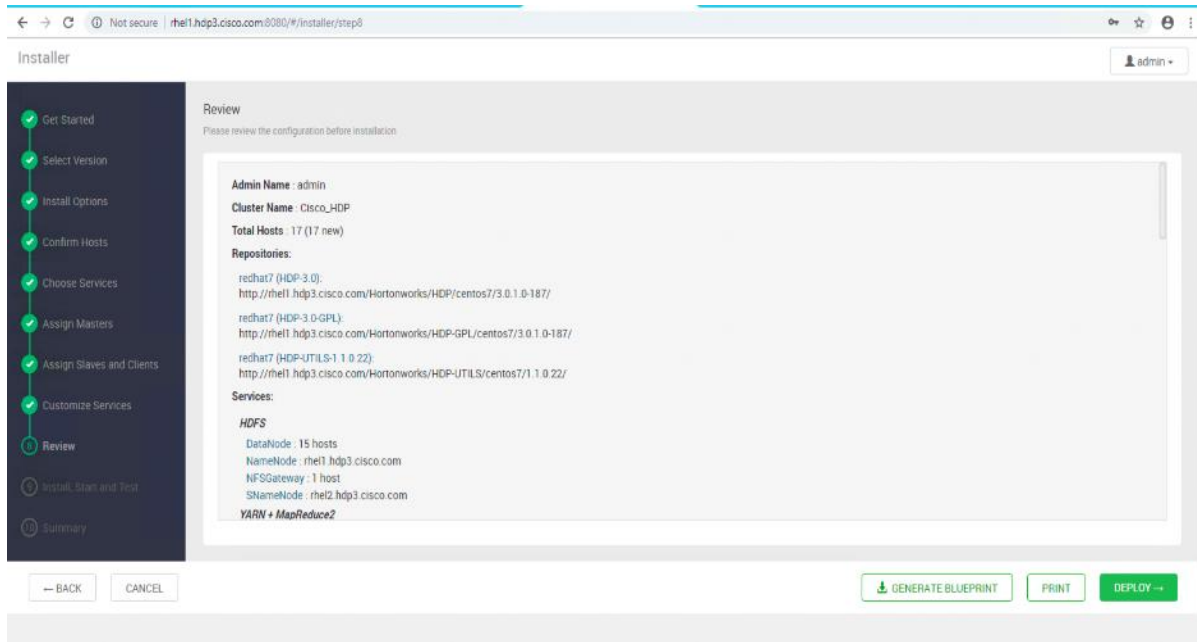 Not secure | rhel1.hdp3.cisco.com:8080/#/installer/step8
Installer
admin
Get Started
Select Version
Install Options
Confirm Hosts
Choose Services
Assign Masters
Assign Slaves and Clients
Customize Services
8 Review
9 Install, Start and Test
10 Summary
Review
Please review the configuration before installation
Admin Name : admin
Cluster Name : Cisco_HDP
Total Hosts : 17 (17 new)
Repositories:
redhat7 (HDP-3.0):
http://rhel1.hdp3.cisco.com/Hortonworks/HDP/centos7/3.0.1.0-187/
redhat7 (HDP-3.0-GPL):
http://rhel1.hdp3.cisco.com/Hortonworks/HDP-GPL/centos7/3.0.1.0-187/
redhat7 (HDP-UTILS-1.1.0.22):
http://rhel1.hdp3.cisco.com/Hortonworks/HDP-UTILS/centos7/1.1.0.22/
Services:
HDFS
DataNode : 15 hosts
NameNode : rhel1.hdp3.cisco.com
NFSGateway : 1 host
SNameNode : rhel2.hdp3.cisco.com
YARN + MapReduce2
← BACK
CANCEL
GENERATE BLUEPRINT
PRINT
DEPLOY →